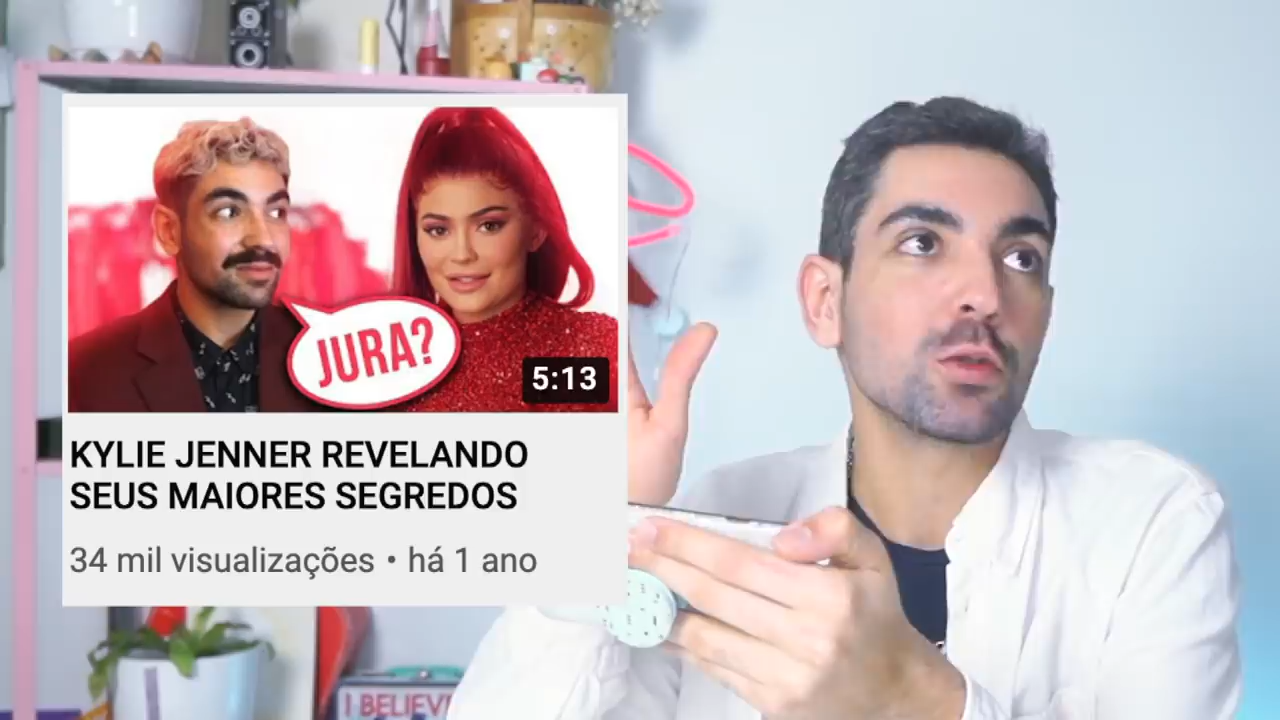 JURA?
5:13
KYLIE JENNER REVELANDO
SEUS MAIORES SEGREDOS
34 mil visualizações • há 1 ano
I BELIEVE